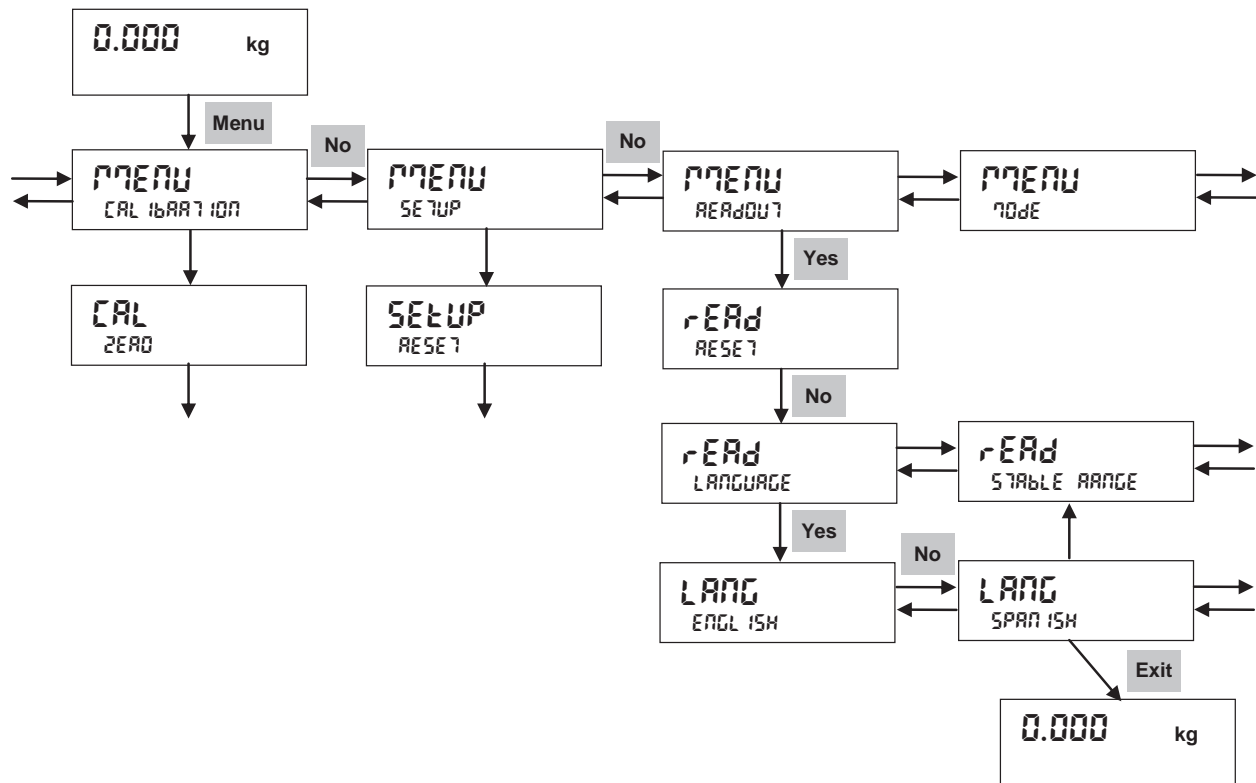 0.000 kg
Menu
No
No
MENU
CALIBRATION
MENU
SETUP
MENU
READOUT
MENU
MODE
Yes
CAL
ZERO
SEtUP
RESET
rEAd
RESET
No
rEAd
LANGUAGE
rEAd
STABLE RANGE
Yes
No
LANG
ENGLISH
LANG
SPANISH
Exit
0.000 kg